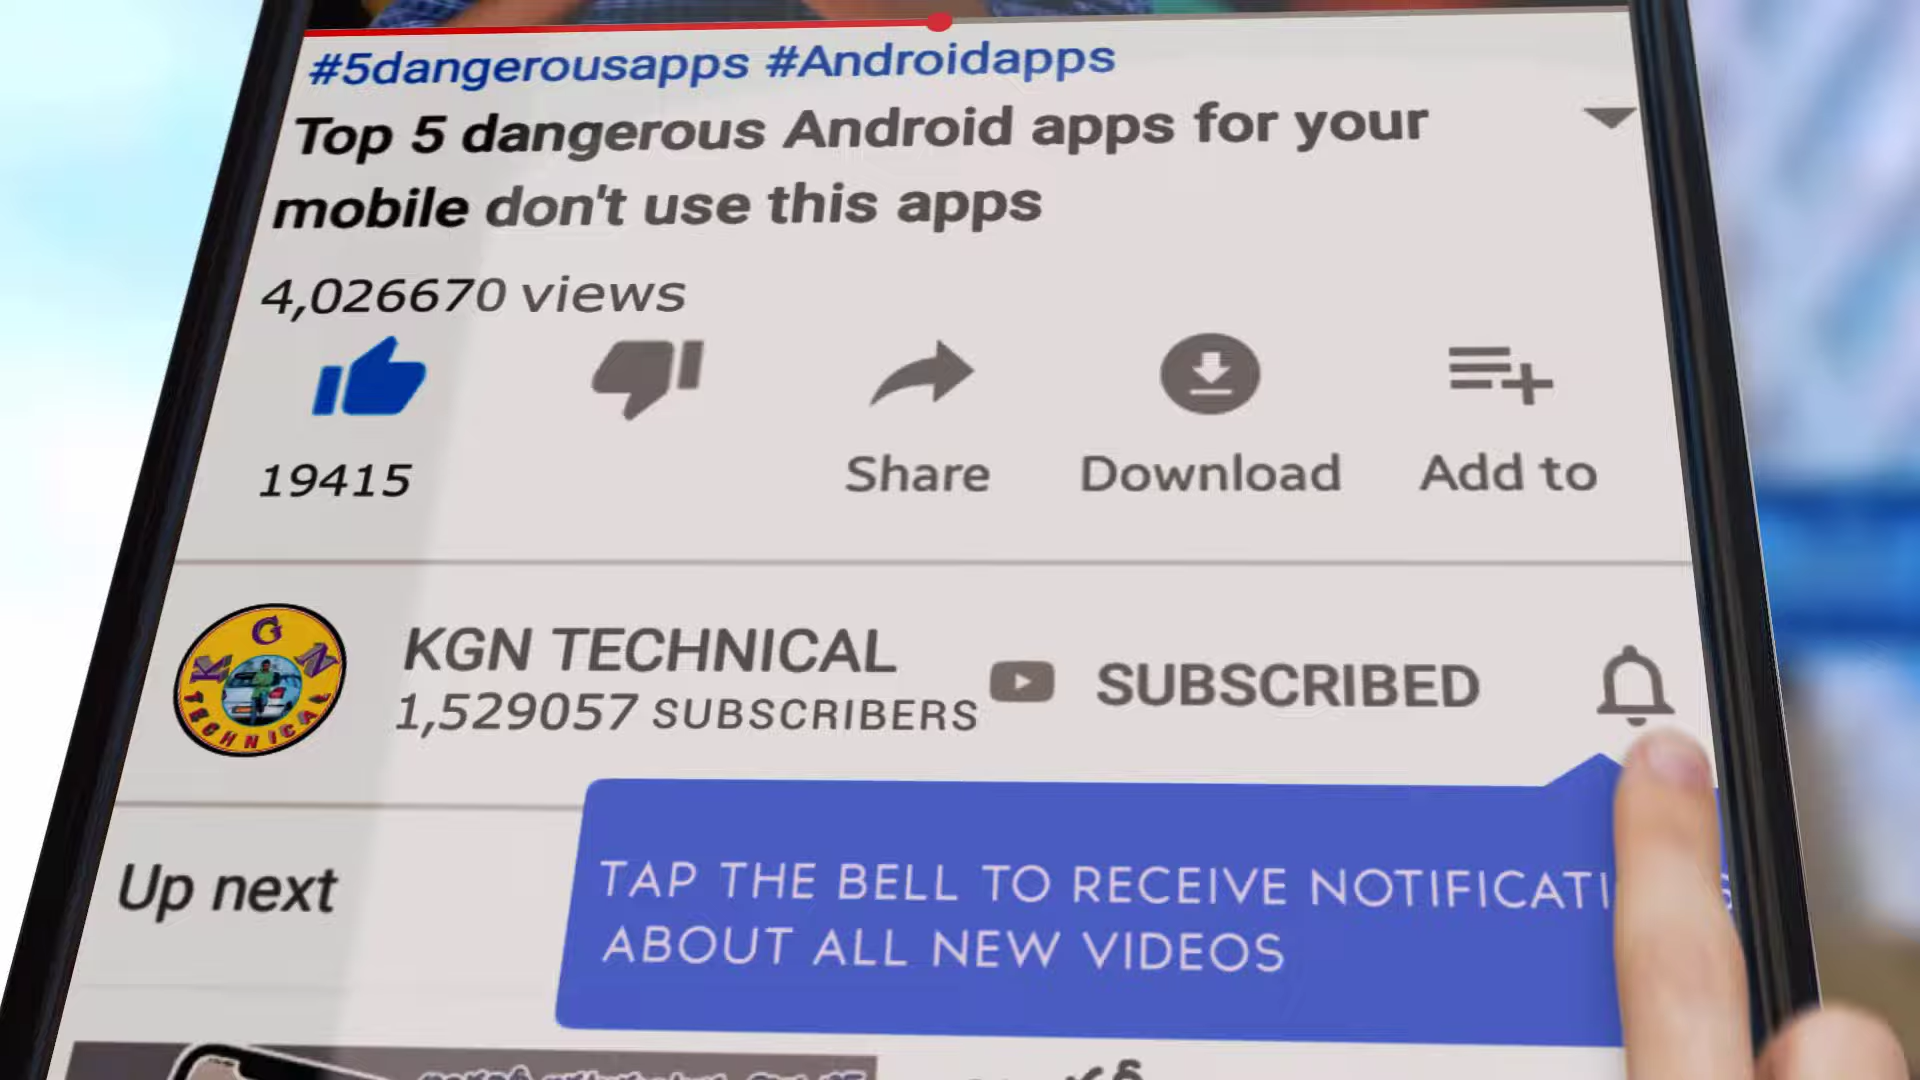 #5dangerousapps #Androidapps
Top 5 dangerous Android apps for your
mobile don't use this apps
4,026670 views
19415
Share
Download
Add to
KGN
TECHNICAL
KGN TECHNICAL
1,529057 SUBSCRIBERS
SUBSCRIBED
Up next
TAP THE BELL TO RECEIVE
ABOUT ALL NEW VIDEOS